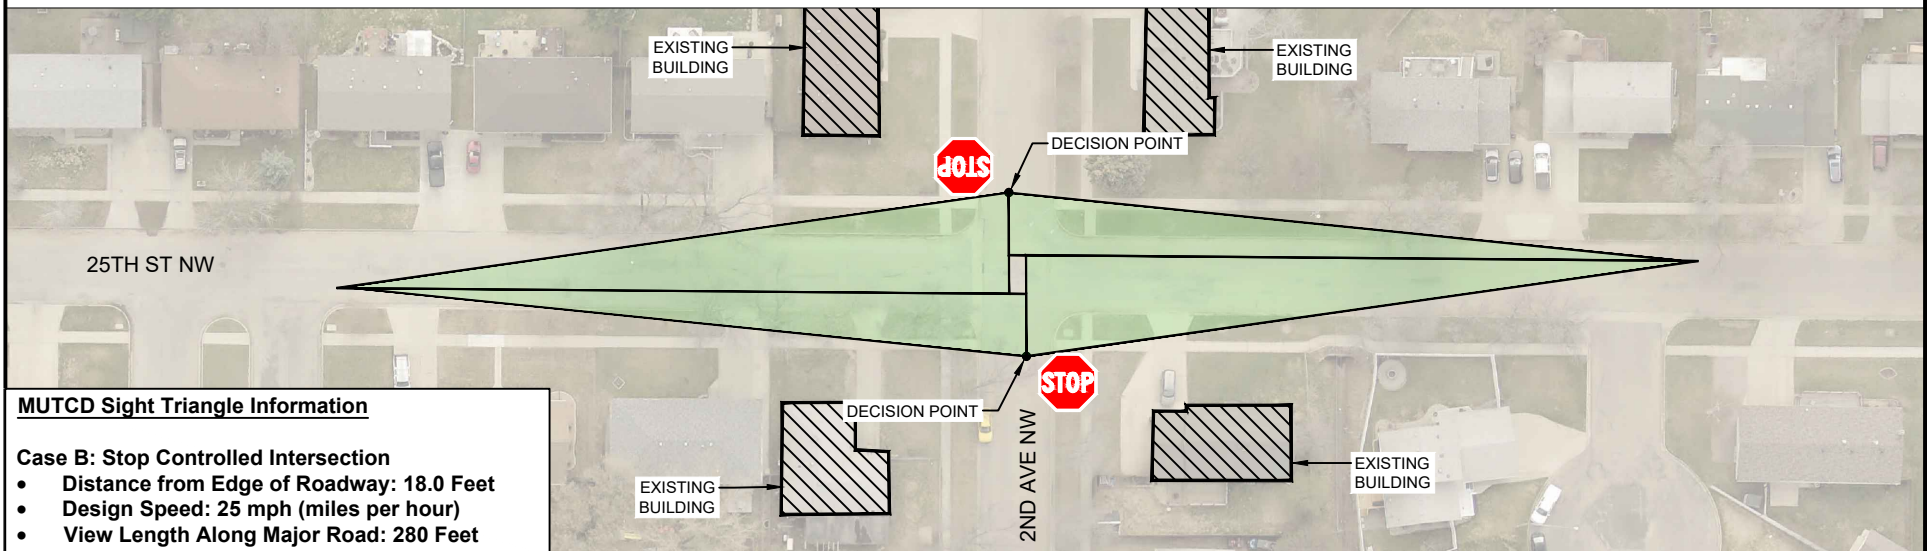 EXISTING
BUILDING
EXISTING
BUILDING
DECISION POINT
STOP
25TH ST NW
STOP
DECISION POINT
2ND AVE NW
EXISTING
BUILDING
EXISTING
BUILDING
MUTCD Sight Triangle Information
Case B: Stop Controlled Intersection
• Distance from Edge of Roadway: 18.0 Feet
• Design Speed: 25 mph (miles per hour)
• View Length Along Major Road: 280 Feet